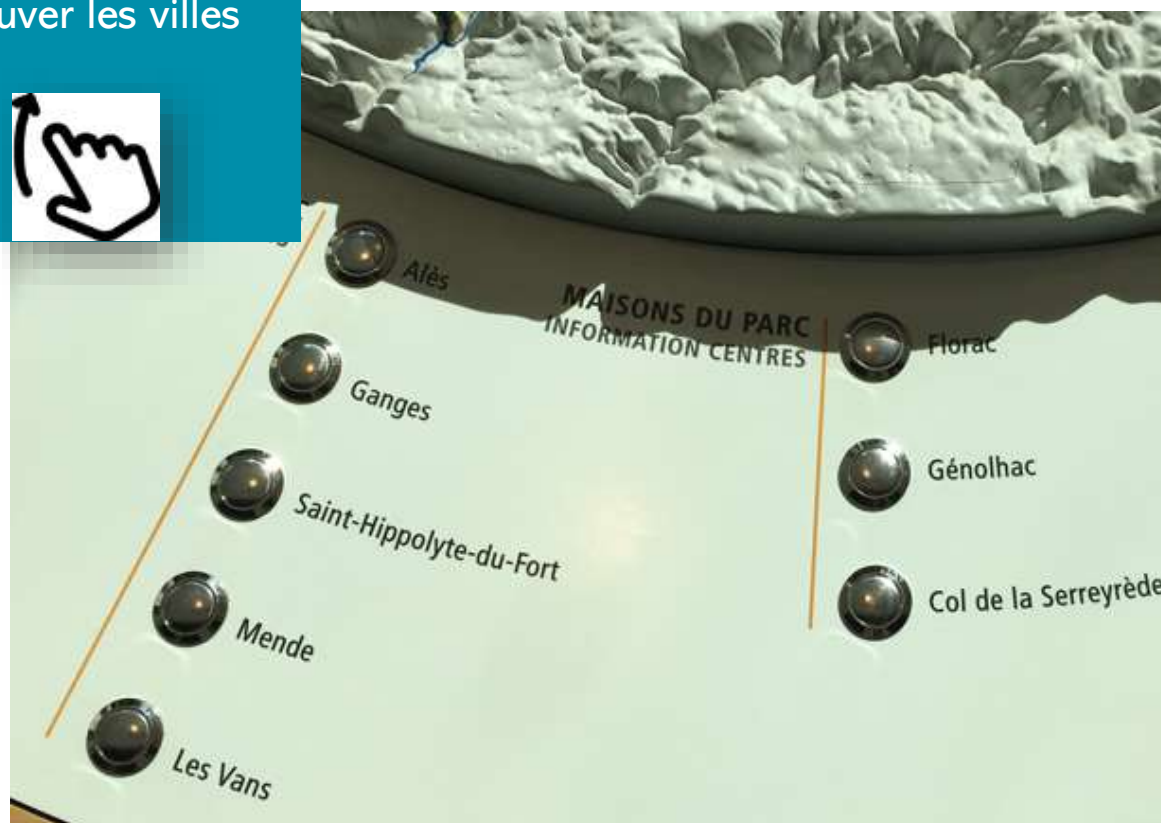 les villes
Alès
Ganges
Saint-Hippolyte-du-Fort
Mende
Les Vans
MAISONS DU PARC
INFORMATION CENTRES
Florac
Génolhac
Col de la Serreyrède